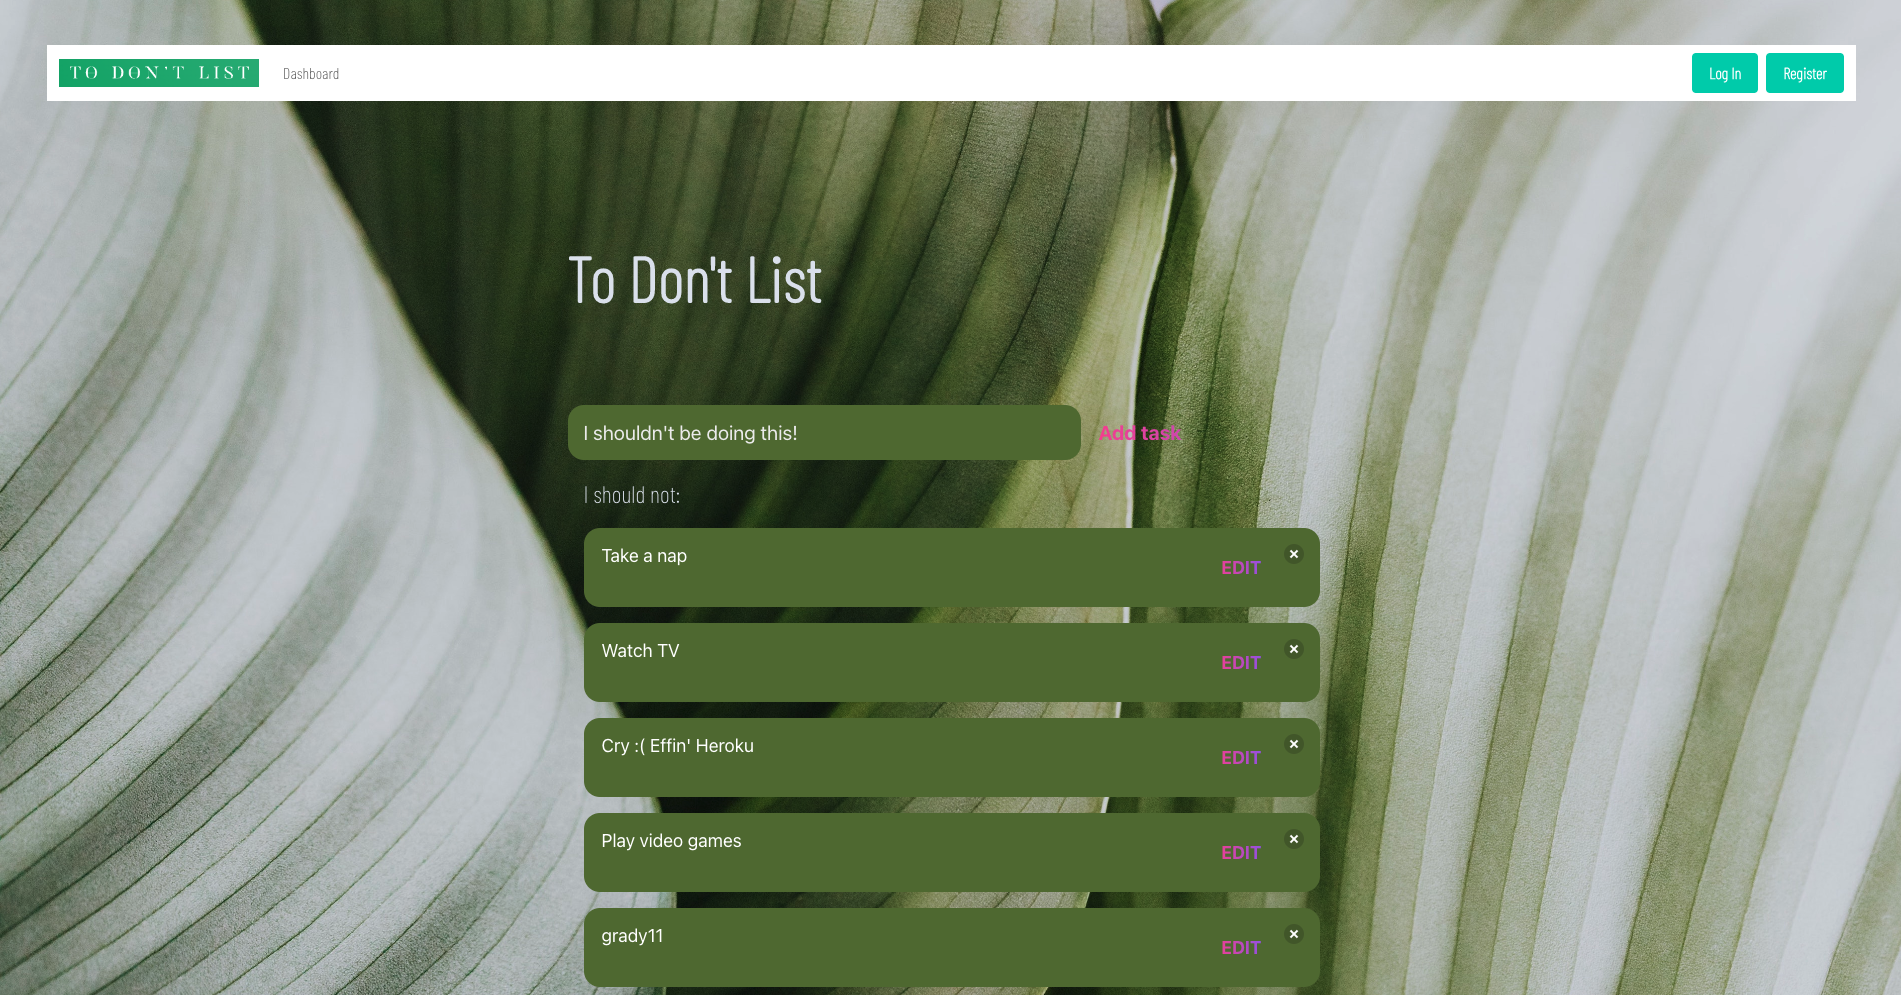 TO DON'T LIST
Dashboard
Log In
Register
To Don't List
I shouldn't be doing this!
Add task
I should not:
Take a nap
EDIT
×
Watch TV
EDIT
×
Cry :( Effin' Heroku
EDIT
×
Play video games
EDIT
×
grady11
EDIT
×